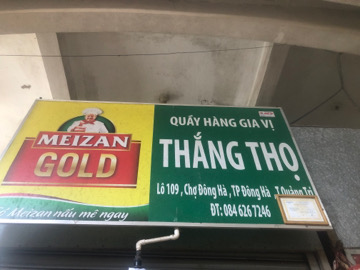 MEIZAN
GOLD
Meizan nấu mê ngay
QUẦY HÀNG GIA VỊ
THẮNG THỌ
Lô 109, Chợ Đông Hà, TP Đông Hà T.Quảng Trị
ĐT: 084 626 7246